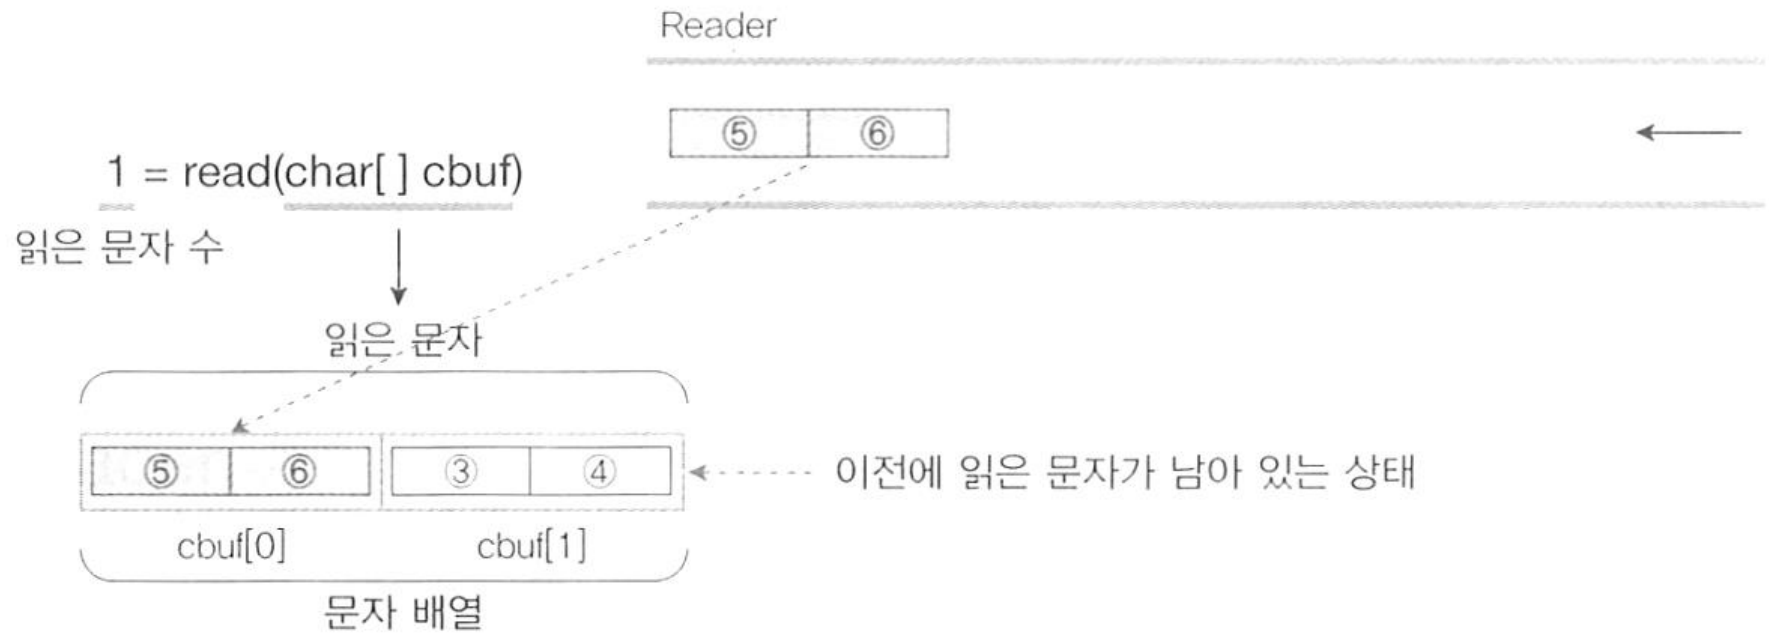 Reader
⑤ ⑥
1 = read(char[ ] cbuf)
읽은 문자 수
읽은 문자
⑤ ⑥ ③ ④
이전에 읽은 문자가 남아 있는 상태
cbuf[0] cbuf[1]
문자 배열